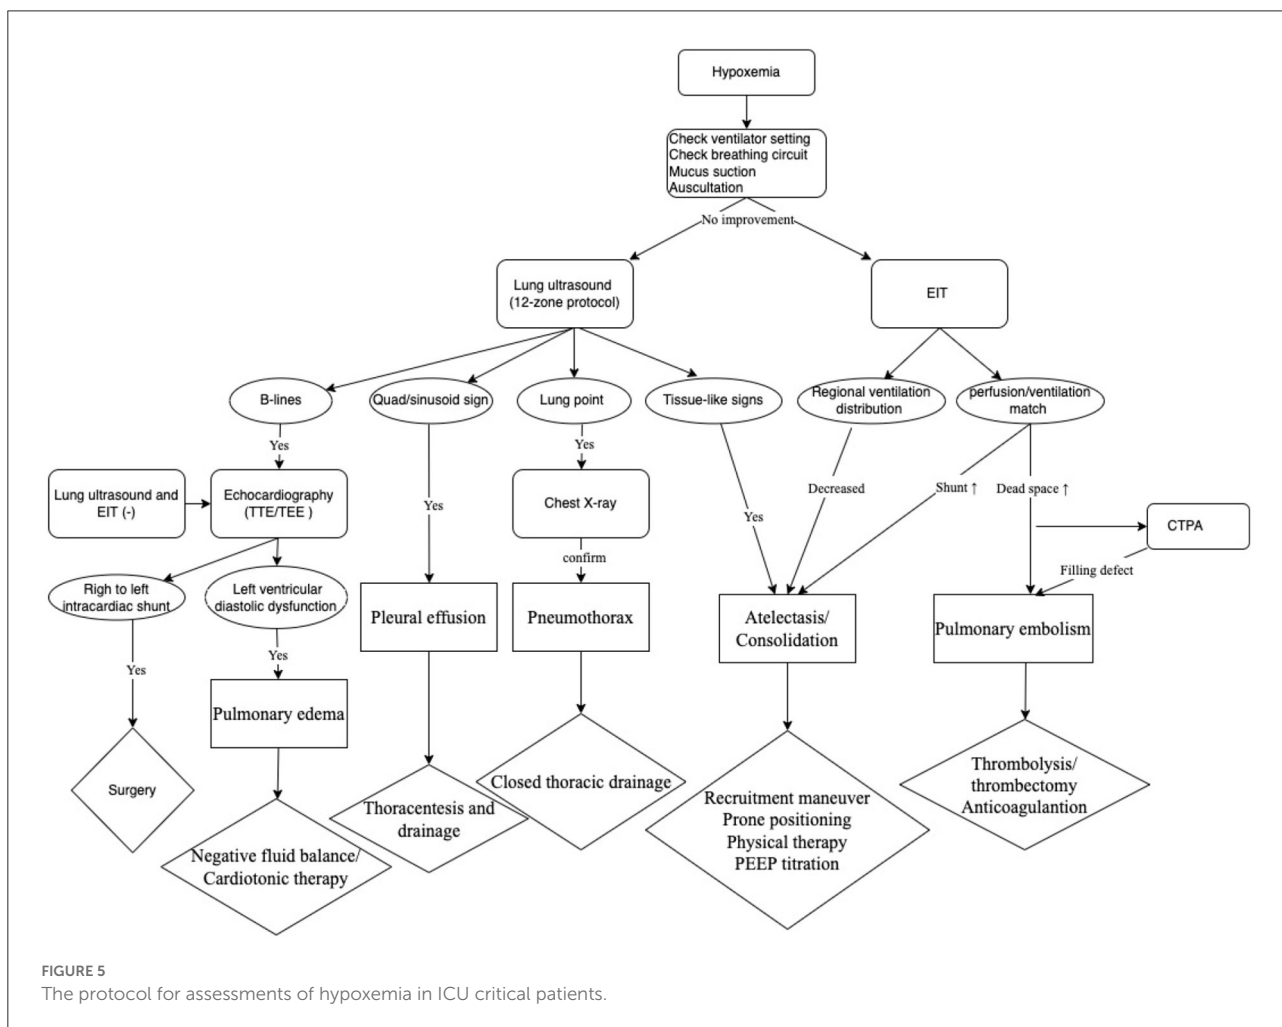 Hypoxemia
Check ventilator setting
Check breathing circuit
Mucus suction
Auscultation
No improvement
Lung ultrasound
(12-zone protocol)
EIT
B-lines
Quad/sinusoid sign
Lung point
Tissue-like signs
Regional ventilation
distribution
perfusion/ventilation
match
Yes
Yes
Lung ultrasound and
EIT (-)
Echocardiography
(TTE/TEE )
Yes
Chest X-ray
Yes
Decreased
Shunt ↑
Dead space ↑
CTPA
confirm
Filling defect
Righ to left
intracardiac shunt
Left ventricular
diastolic dysfunction
Pleural effusion
Pneumothorax
Atelectasis/
Consolidation
Pulmonary embolism
Yes
Yes
Pulmonary edema
Surgery
Negative fluid balance/
Cardiotonic therapy
Thoracentesis and
drainage
Closed thoracic drainage
Recruitment maneuver
Prone positioning
Physical therapy
PEEP titration
Thrombolysis/
thrombectomy
Anticoagulantion
FIGURE 5
The protocol for assessments of hypoxemia in ICU critical patients.